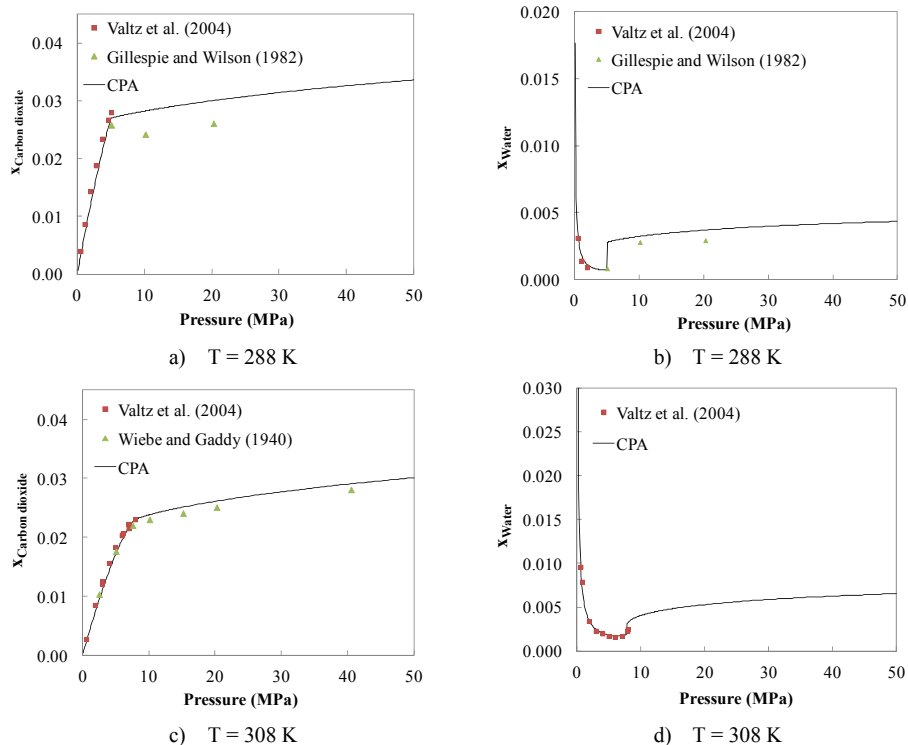 0.04
0.03
0.02
0.01
0.00
xCarbon dioxide
Valtz et al. (2004)
Gillespie and Wilson (1982)
CPA
0 10 20 30 40 50
Pressure (MPa)
a) T = 288 K
0.020
0.015
0.010
0.005
0.000
xWater
Valtz et al. (2004)
Gillespie and Wilson (1982)
CPA
0 10 20 30 40 50
Pressure (MPa)
b) T = 288 K
0.04
0.03
0.02
0.01
0.00
xCarbon dioxide
Valtz et al. (2004)
Wiebe and Gaddy (1940)
CPA
0 10 20 30 40 50
Pressure (MPa)
c) T = 308 K
0.030
0.025
0.020
0.015
0.010
0.005
0.000
xWater
Valtz et al. (2004)
CPA
0 10 20 30 40 50
Pressure (MPa)
d) T = 308 K